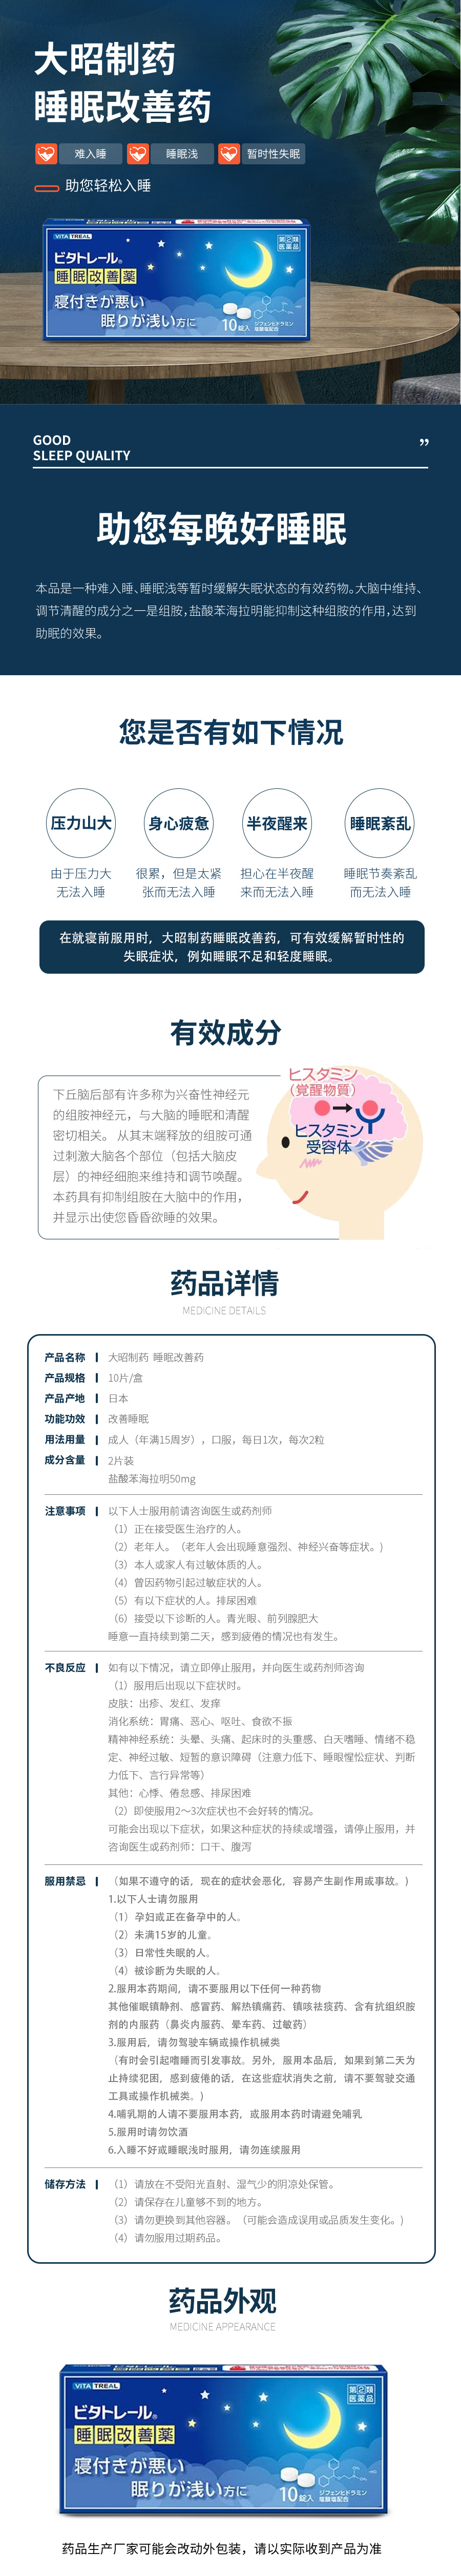 大昭制药
睡眠改善药
难入睡
睡眠浅
暂时性失眠
助您轻松入睡
VITA TREAL
ビタトレール®
睡眠改善薬
寝付きが悪い
眠りが浅い方に
10錠入
ジフェンヒドラミン
塩酸塩配合
第②類
医薬品
GOOD
SLEEP QUALITY
”
助您每晚好睡眠
本品是一种难入睡、睡眠浅等暂时缓解失眠状态的有效药物。大脑中维持、
调节清醒的成分之一是组胺，盐酸苯海拉明能抑制这种组胺的作用，达到
助眠的效果。
您是否有如下情况
压力山大
身心疲惫
半夜醒来
睡眠紊乱
由于压力大
无法入睡
很累，但是太紧
张而无法入睡
担心在半夜醒
来而无法入睡
睡眠节奏紊乱
而无法入睡
在就寝前服用时，大昭制药睡眠改善药，可有效缓解暂时性的
失眠症状，例如睡眠不足和轻度睡眠。
有效成分
下丘脑后部有许多称为兴奋性神经元
的组胺神经元，与大脑的睡眠和清醒
密切相关。 从其末端释放的组胺可通
过刺激大脑各个部位（包括大脑皮
层）的神经细胞来维持和调节唤醒。
本药具有抑制组胺在大脑中的作用，
并显示出使您昏昏欲睡的效果。
ヒスタミン
(覚醒物質)
ヒスタミン
受容体
药品详情
MEDICINE DETAILS
产品名称 大昭制药 睡眠改善药
产品规格 10片/盒
产品产地 日本
功能功效 改善睡眠
用法用量 成人（年满15周岁），口服，每日1次，每次2粒
成分含量 2片装
盐酸苯海拉明50mg
注意事项 以下人士服用前请咨询医生或药剂师
（1）正在接受医生治疗的人。
（2）老年人。（老年人会出现睡意强烈、神经兴奋等症状。)
（3）本人或家人有过敏体质的人。
（4）曾因药物引起过敏症状的人。
（5）有以下症状的人。排尿困难
（6）接受以下诊断的人。青光眼、前列腺肥大
睡意一直持续到第二天，感到疲倦的情况也有发生。
不良反应 如有以下情况，请立即停止服用，并向医生或药剂师咨询
（1）服用后出现以下症状时。
皮肤：出疹、发红、发痒
消化系统：胃痛、恶心、呕吐、食欲不振
精神神经系统：头晕、头痛、起床时的头重感、白天嗜睡、情绪不稳
定、神经过敏、短暂的意识障碍（注意力低下、睡眠惺忪症状、判断
力低下、言行异常等）
其他：心悸、倦怠感、排尿困难
（2）即使服用2～3次症状也不会好转的情况。
可能会出现以下症状，如果这种症状的持续或增强，请停止服用，并
咨询医生或药剂师：口干、腹泻
服用禁忌 （如果不遵守的话，现在的症状会恶化，容易产生副作用或事故。)
1.以下人士请勿服用
（1）孕妇或正在备孕中的人。
（2）未满15岁的儿童。
（3）日常性失眠的人。
（4）被诊断为失眠的人。
2.服用本药期间，请不要服用以下任何一种药物
其他催眠镇静剂、感冒药、解热镇痛药、镇咳祛痰药、含有抗组织胺
剂的内服药（鼻炎内服药、晕车药、过敏药）
3.服用后，请勿驾驶车辆或操作机械类
（有时会引起嗜睡而引发事故。另外，服用本品后，如果到第二天为
止持续犯困，感到疲倦的话，在这些症状消失之前，请不要驾驶交通
工具或操作机械类。)
4.哺乳期的人请不要服用本药，或服用本药时请避免哺乳
5.服用时请勿饮酒
6.入睡不好或睡眠浅时服用，请勿连续服用
储存方法 （1）请放在不受阳光直射、湿气少的阴凉处保管。
（2）请保存在儿童够不到的地方。
（3）请勿更换到其他容器。（可能会造成误用或品质发生变化。)
（4）请勿服用过期药品。
药品外观
MEDICINE APPEARANCE
VITA TREAL
ビタトレール®
睡眠改善薬
寝付きが悪い
眠りが浅い方に
10錠入
ジフェンヒドラミン
塩酸塩配合
第②類
医薬品
药品生产厂家可能会改动外包装，请以实际收到产品为准